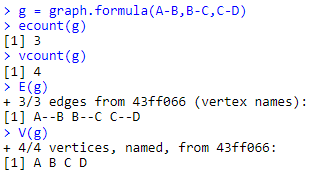 > g = graph.formula(A-B,B-C,C-D)
> ecount(g)
[1] 3
> vcount(g)
[1] 4
> E(g)
+ 3/3 edges from 43ff066 (vertex names):
[1] A--B B--C C--D
> V(g)
+ 4/4 vertices, named, from 43ff066:
[1] A B C D